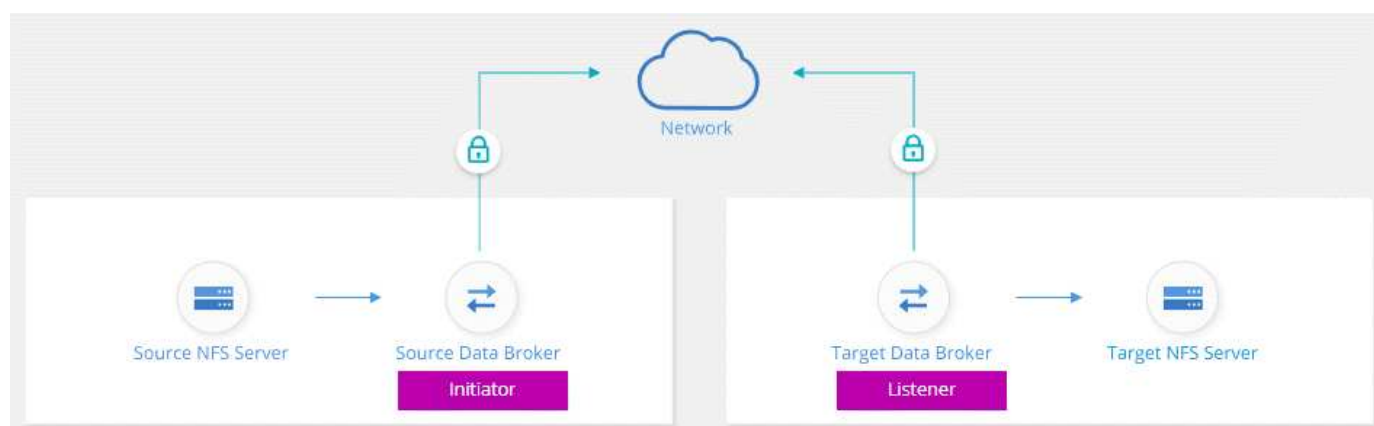 Network
Source NFS Server
Source Data Broker
Target Data Broker
Target NFS Server
Initiator
Listener